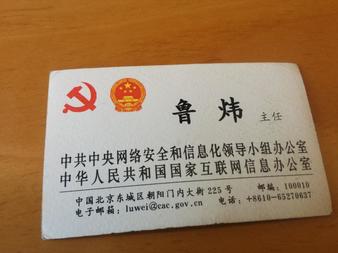 鲁炜 主任
中共中央网络安全和信息化领导小组办公室
中华人民共和国国家互联网信息办公室
中国北京东城区朝阳门内大街 225 号 邮编：100010
电子邮箱：luwei@cac.gov.cn 电话：+8610-65270637